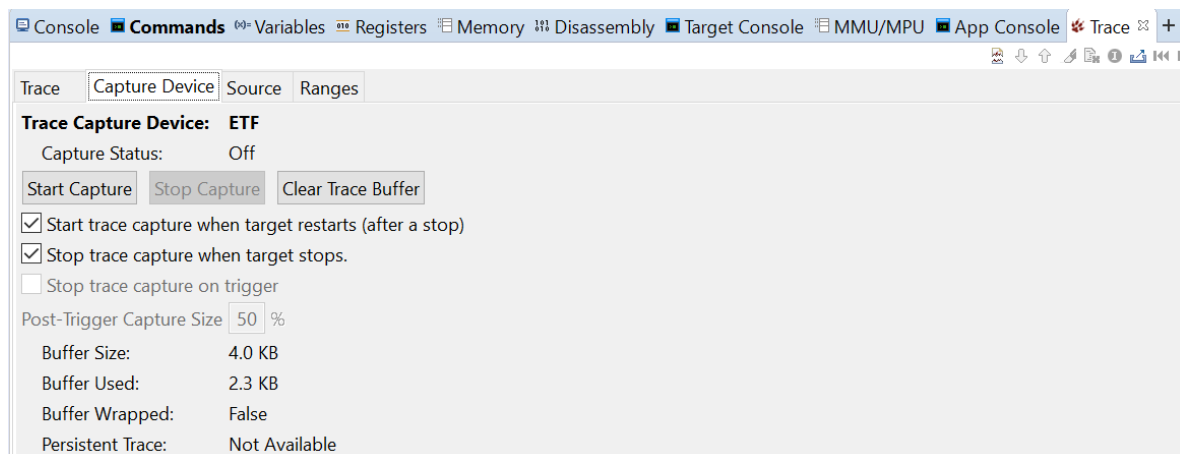 Console Commands (x)= Variables 010 Registers Memory Disassembly Target Console MMU/MPU App Console Trace +
Trace Capture Device Source Ranges
Trace Capture Device: ETF
Capture Status: Off
Start Capture Stop Capture Clear Trace Buffer
Start trace capture when target restarts (after a stop)
Stop trace capture when target stops.
Stop trace capture on trigger
Post-Trigger Capture Size 50 %
Buffer Size: 4.0 KB
Buffer Used: 2.3 KB
Buffer Wrapped: False
Persistent Trace: Not Available